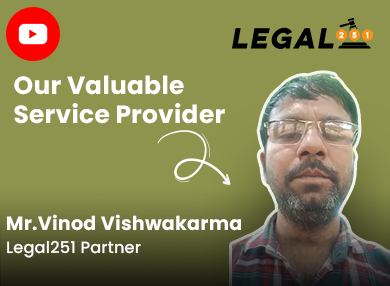 LEGAL 251
Our Valuable
Service Provider
Mr.Vinod Vishwakarma
Legal251 Partner